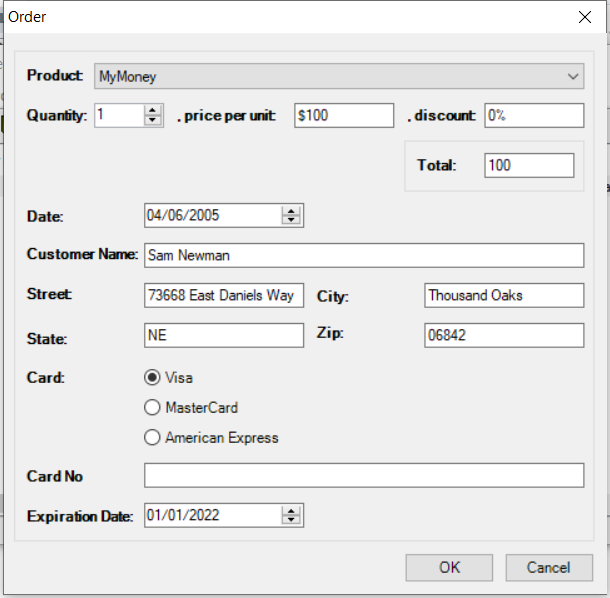 Order
Product: MyMoney
Quantity: 1 , price per unit: $100 , discount: 0%
Total: 100
Date: 04/06/2005
Customer Name: Sam Newman
Street: 73668 East Daniels Way City: Thousand Oaks
State: NE Zip: 06842
Card: Visa
MasterCard
American Express
Card No
Expiration Date: 01/01/2022
OK Cancel